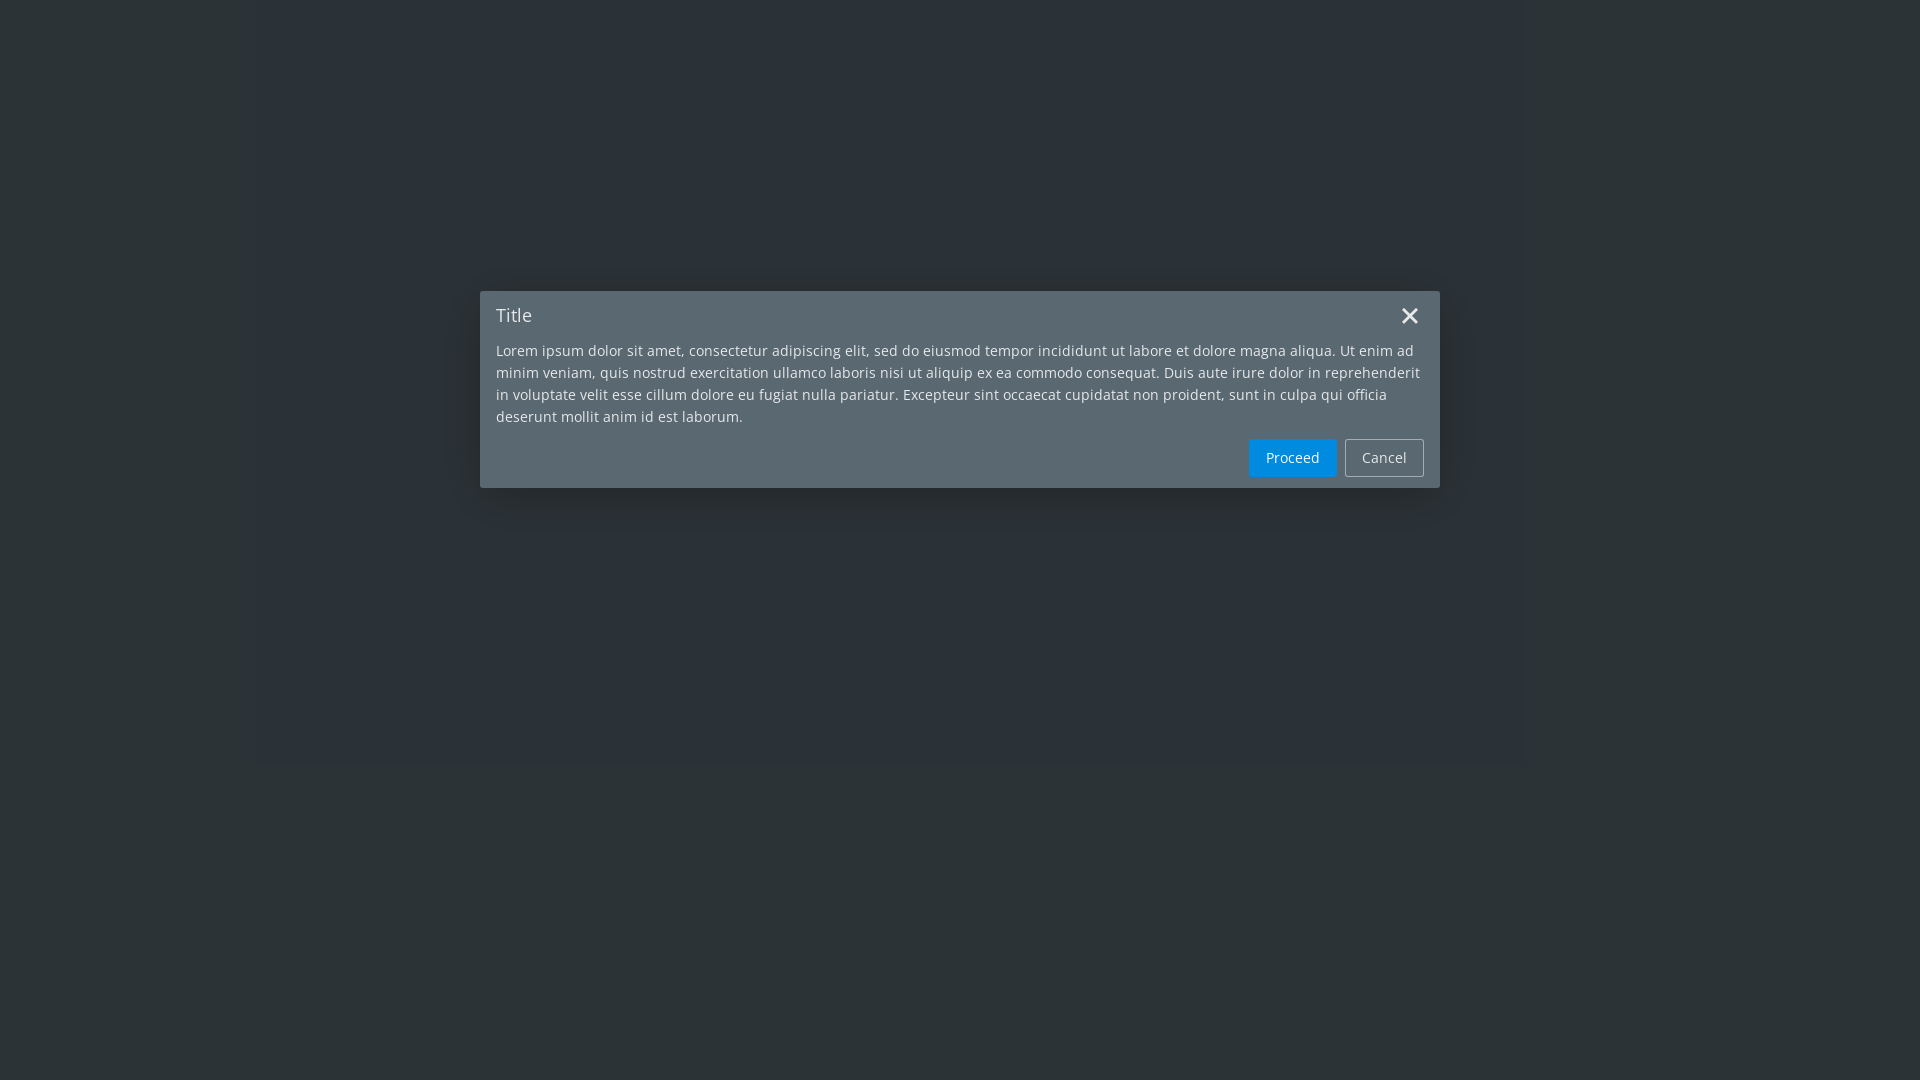 Title
Lorem ipsum dolor sit amet, consectetur adipiscing elit, sed do eiusmod tempor incididunt ut labore et dolore magna aliqua. Ut enim ad
minim veniam, quis nostrud exercitation ullamco laboris nisi ut aliquip ex ea commodo consequat. Duis aute irure dolor in reprehenderit
in voluptate velit esse cillum dolore eu fugiat nulla pariatur. Excepteur sint occaecat cupidatat non proident, sunt in culpa qui officia
deserunt mollit anim id est laborum.
Proceed
Cancel